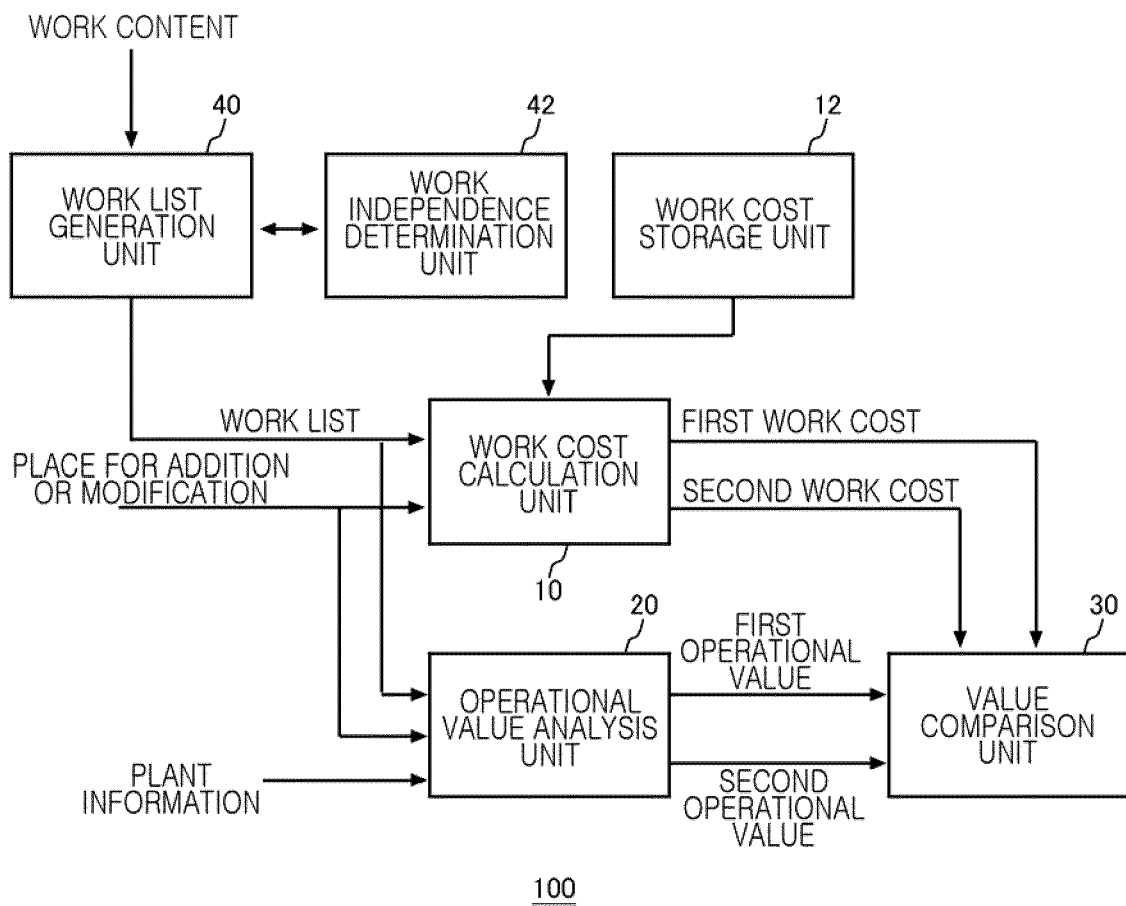 WORK CONTENT
40
42
12
WORK LIST
GENERATION
UNIT
WORK
INDEPENDENCE
DETERMINATION
UNIT
WORK COST
STORAGE UNIT
WORK LIST
PLACE FOR ADDITION
OR MODIFICATION
WORK COST
CALCULATION
UNIT
FIRST WORK COST
SECOND WORK COST
10
20
30
FIRST
OPERATIONAL
VALUE
OPERATIONAL
VALUE ANALYSIS
UNIT
VALUE
COMPARISON
UNIT
PLANT
INFORMATION
SECOND
OPERATIONAL
VALUE
100